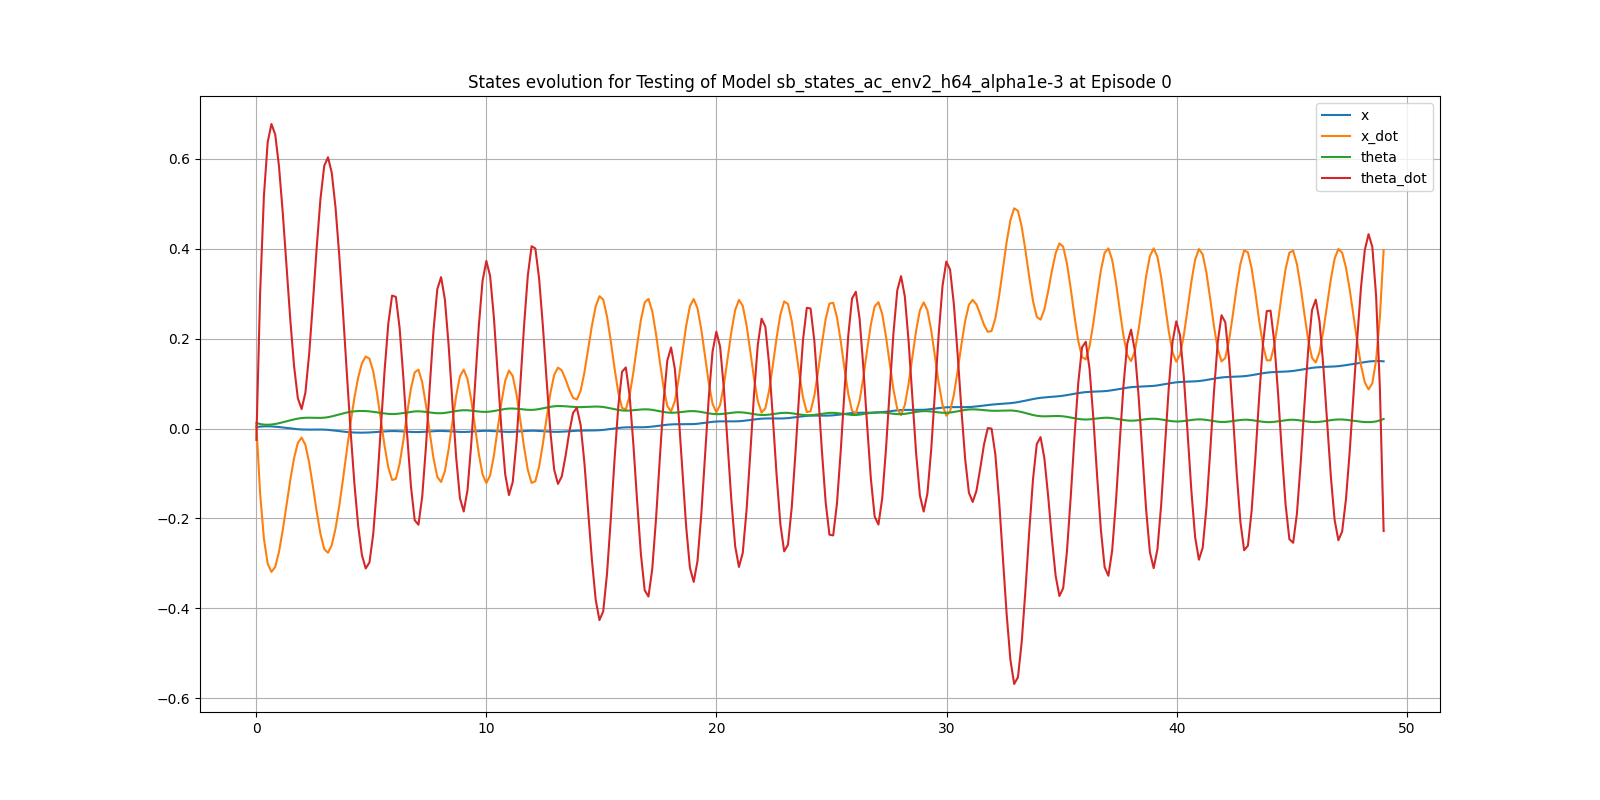 States evolution for Testing of Model sb_states_ac_env2_h64_alpha1e-3 at Episode 0
x
x_dot
theta
theta_dot
0.6
0.4
0.2
0.0
−0.2
−0.4
−0.6
0 10 20 30 40 50